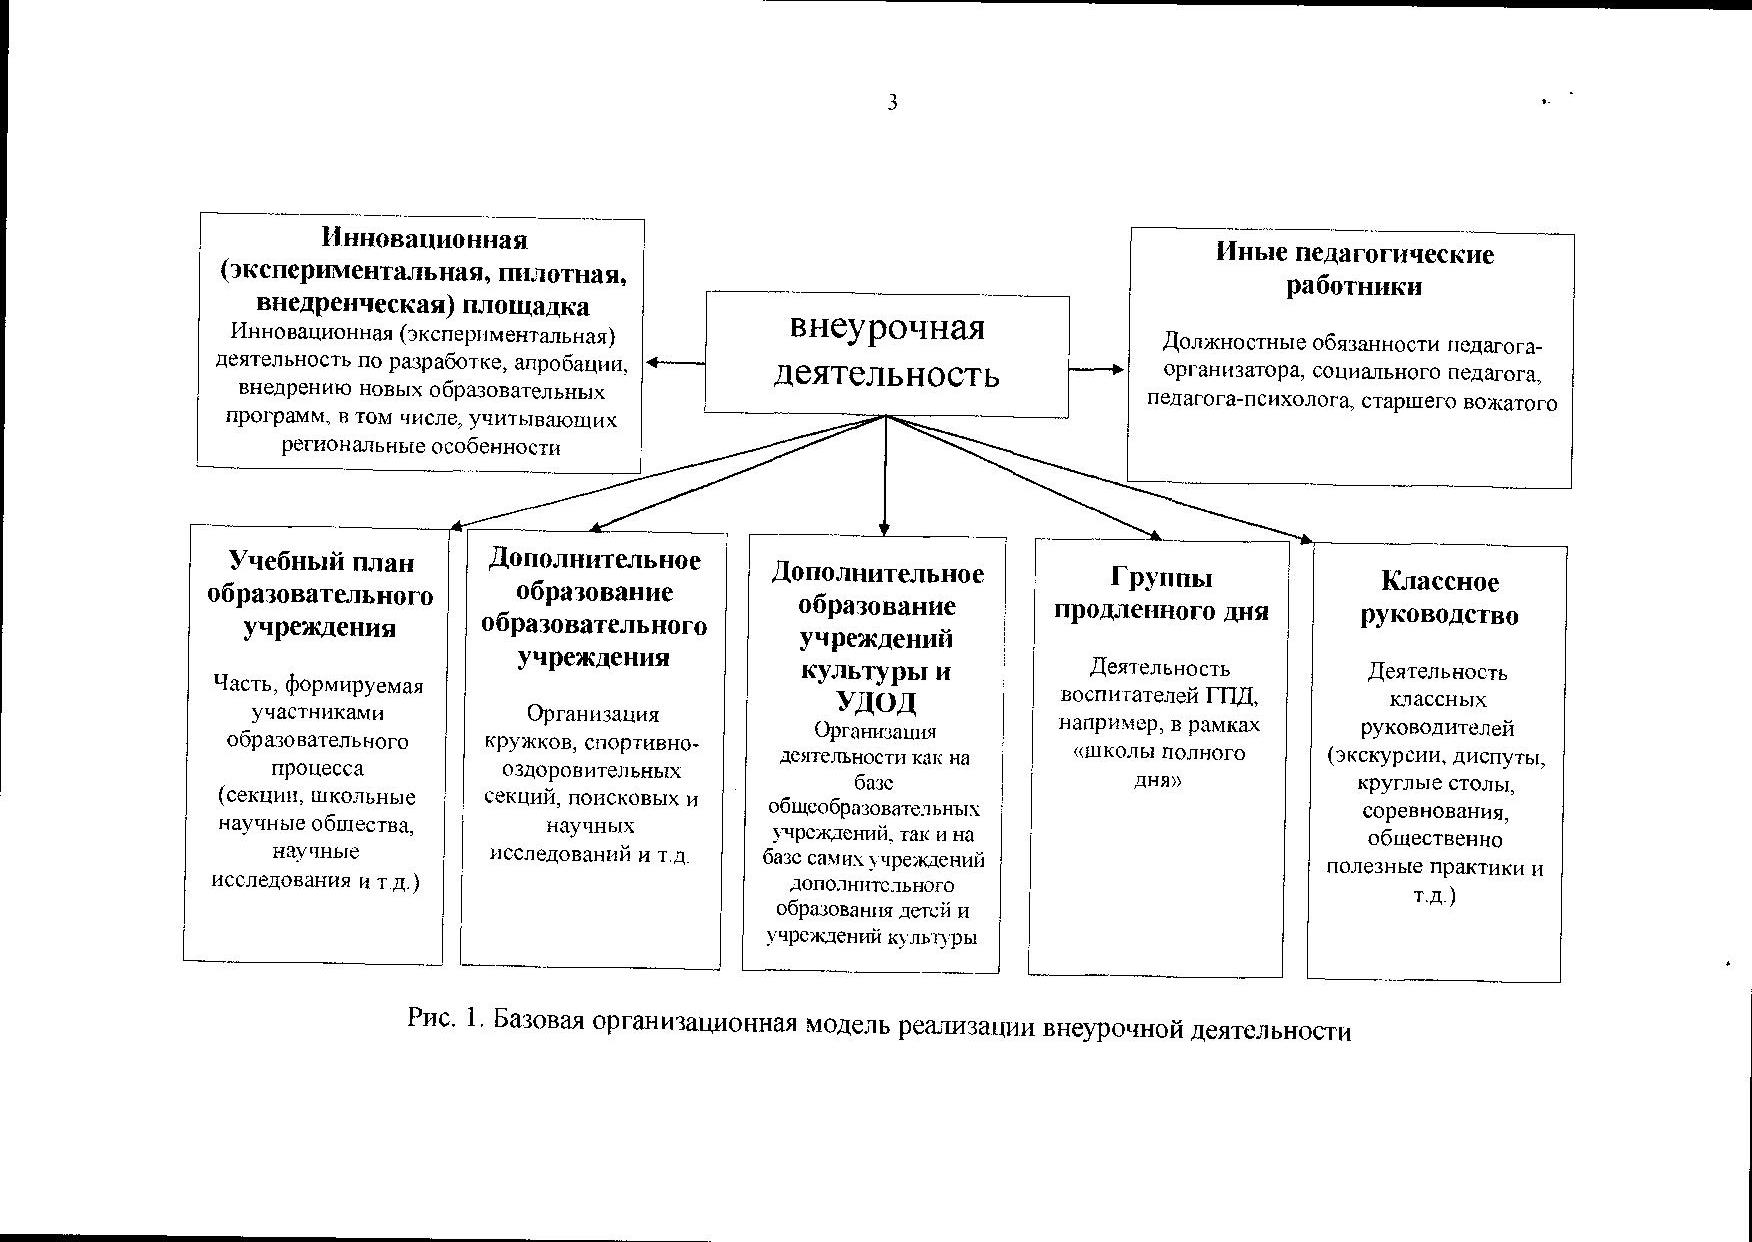 3
Инновационная
(экспериментальная, пилотная,
внедренческая) площадка
Инновационная (экспериментальная)
деятельность по разработке, апробации,
внедрению новых образовательных
программ, в том числе, учитывающих
региональные особенности
внеурочная
деятельность
Иные педагогические
работники
Должностные обязанности педагога-
организатора, социального педагога,
педагога-психолога, старшего вожатого
Учебный план
образовательного
учреждения
Часть, формируемая
участниками
образовательного
процесса
(секции, школьные
научные общества,
научные
исследования и т.д.)
Дополнительное
образование
образовательного
учреждения
Организация
кружков, спортивно-
оздоровительных
секций, поисковых и
научных
исследований и т.д.
Дополнительное
образование
учреждений
культуры и
УДОД
Организация
деятельности как на
базе
общеобразовательных
учреждений, так и на
базе самих учреждений
дополнительного
образования детей и
учреждений культуры
Группы
продленного дня
Деятельность
воспитателей ГПД,
например, в рамках
«школы полного
дня»
Классное
руководство
Деятельность
классных
руководителей
(экскурсии, диспуты,
круглые столы,
соревнования,
общественно
полезные практики и
т.д.)
Рис. 1. Базовая организационная модель реализации внеурочной деятельности